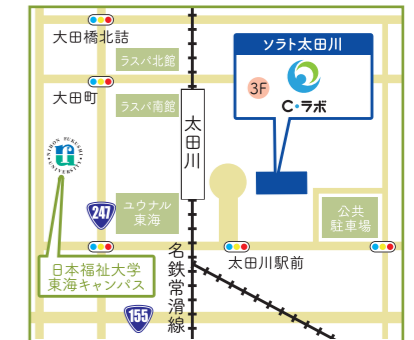 大田橋北詰
ラスパ北館
ソラト太田川
3F
C・ラボ
大田町
ラスパ南館
太田川
NIHON FUKUSHI UNIVERSITY
247
ユウナル
東海
公共
駐車場
日本福祉大学
東海キャンパス
名鉄常滑線
太田川駅前
155